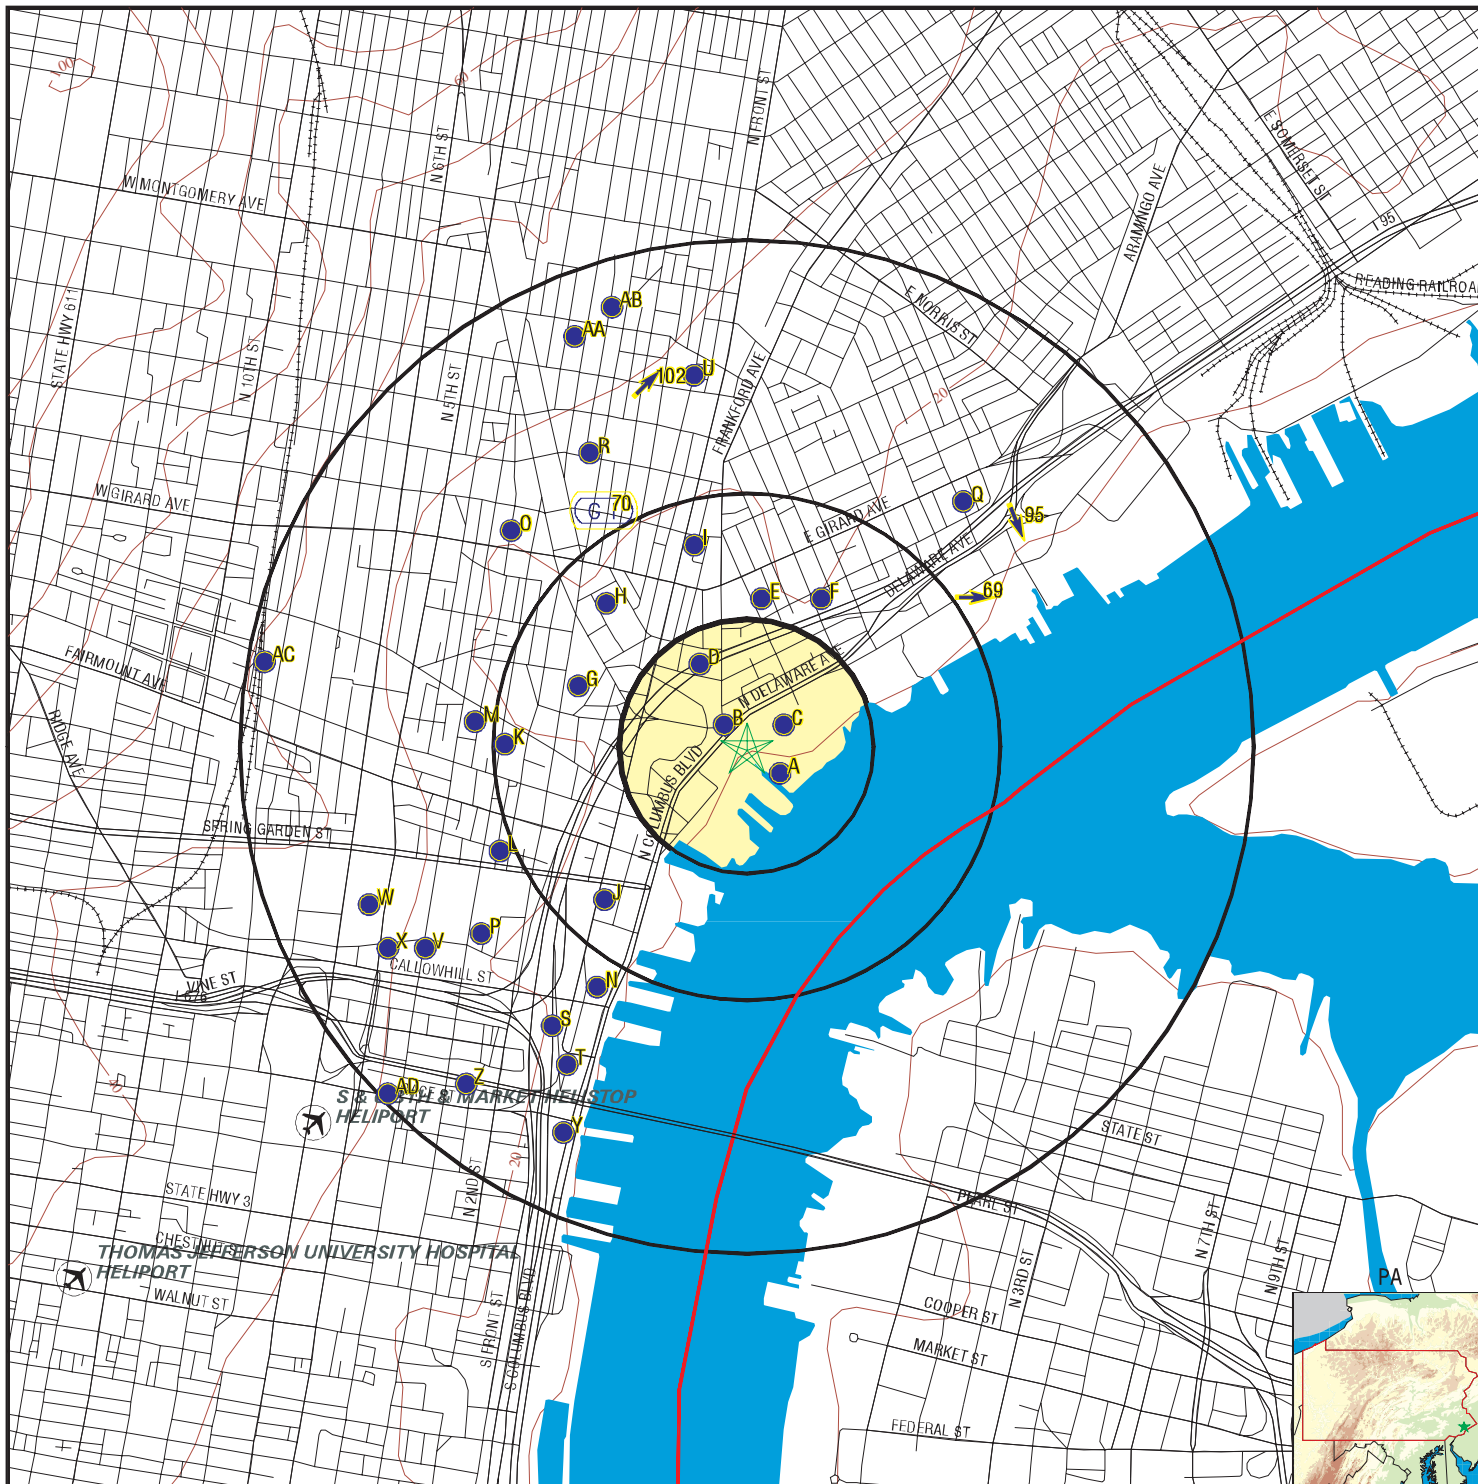 100
60
N 6TH ST
N FRONT ST
E SOMERSET ST
W MONTGOMERY AVE
ARAMINGO AVE
I 95
READING RAILROA
STATE HWY 611
N 10TH ST
N 5TH ST
AB
AA
102
U
E NORRIS ST
FRANKFORD AVE
20
R
W GIRARD AVE
G
70
O
I
Q
95
E GIRARD AVE
DELAWARE AVE
H
E
F
69
AC
FAIRMOUNT AVE
D
N DELAWARE AVE
G
M
K
B
C
A
RIDGE AVE
N COLUMBUS BLVD
SPRING GARDEN ST
L
J
W
X
V
P
CALLOWHILL ST
VINE ST
N
S
T
40
AD
Z
S & G 5TH & MARKET HELISTOP
HELIPORT
Y
STATE ST
20
N 2ND ST
STATE HWY 3
PEARL ST
N 7TH ST
CHESTNUT ST
THOMAS JEFFERSON UNIVERSITY HOSPITAL
HELIPORT
WALNUT ST
N 3RD ST
N 9TH ST
PA
S FRONT ST
S COLUMBUS BLVD
COOPER ST
MARKET ST
FEDERAL ST